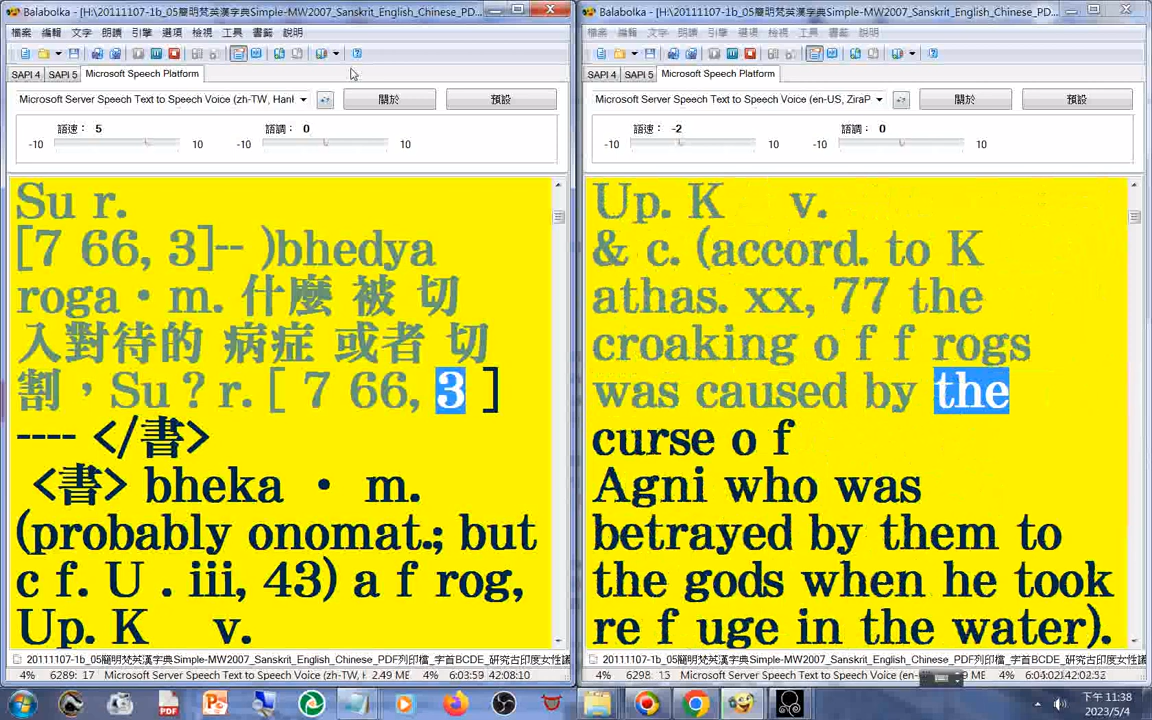 Balabolka - [H:\20111107-1b_05簡明梵英漢字典Simple-MW2007_Sanskrit_English_Chinese_PD...
檔案 編輯 文字 朗讀 引擎 選項 檢視 工具 書籤 說明
SAPI 4 SAPI 5 Microsoft Speech Platform
Microsoft Server Speech Text to Speech Voice (zh-TW, Hanl
關於 預設
語速： 5 語調： 0
-10 10 -10 10
Su r.
[7 66, 3]-- )bhedya
roga‧m. 什麼 被 切
入對待的 病症 或者 切
割，Su？r. [ 7 66, 3 ]
---- </書>
<書> bheka ‧ m.
(probably onomat.; but
c f. U . iii, 43) a f rog,
Up. K v.
20111107-1b_05簡明梵英漢字典Simple-MW2007_Sanskrit_English_Chinese_PDF列印檔_字首BCDE_研究古印度女性議
4% 6289: 17 Microsoft Server Speech Text to Speech Voice (zh-TW, H 2.49 ME 4% 6:03:59/42:08:10
Balabolka - [H:\20111107-1b_05簡明梵英漢字典Simple-MW2007_Sanskrit_English_Chinese_PD...
檔案 編輯 文字 朗讀 引擎 選項 檢視 工具 書籤 說明
SAPI 4 SAPI 5 Microsoft Speech Platform
Microsoft Server Speech Text to Speech Voice (en-US, ZiraP
關於 預設
語速： -2 語調： 0
-10 10 -10 10
Up. K v.
& c. (accord. to K
athas. xx, 77 the
croaking o f f rogs
was caused by the
curse o f
Agni who was
betrayed by them to
the gods when he took
re f uge in the water).
20111107-1b_05簡明梵英漢字典Simple-MW2007_Sanskrit_English_Chinese_PDF列印檔_字首BCDE_研究古印度女性議
4% 6298 Microsoft Server Speech Text to Speech Voice (en-US, ME 4%
PDF
下午 11:38
2023/5/4